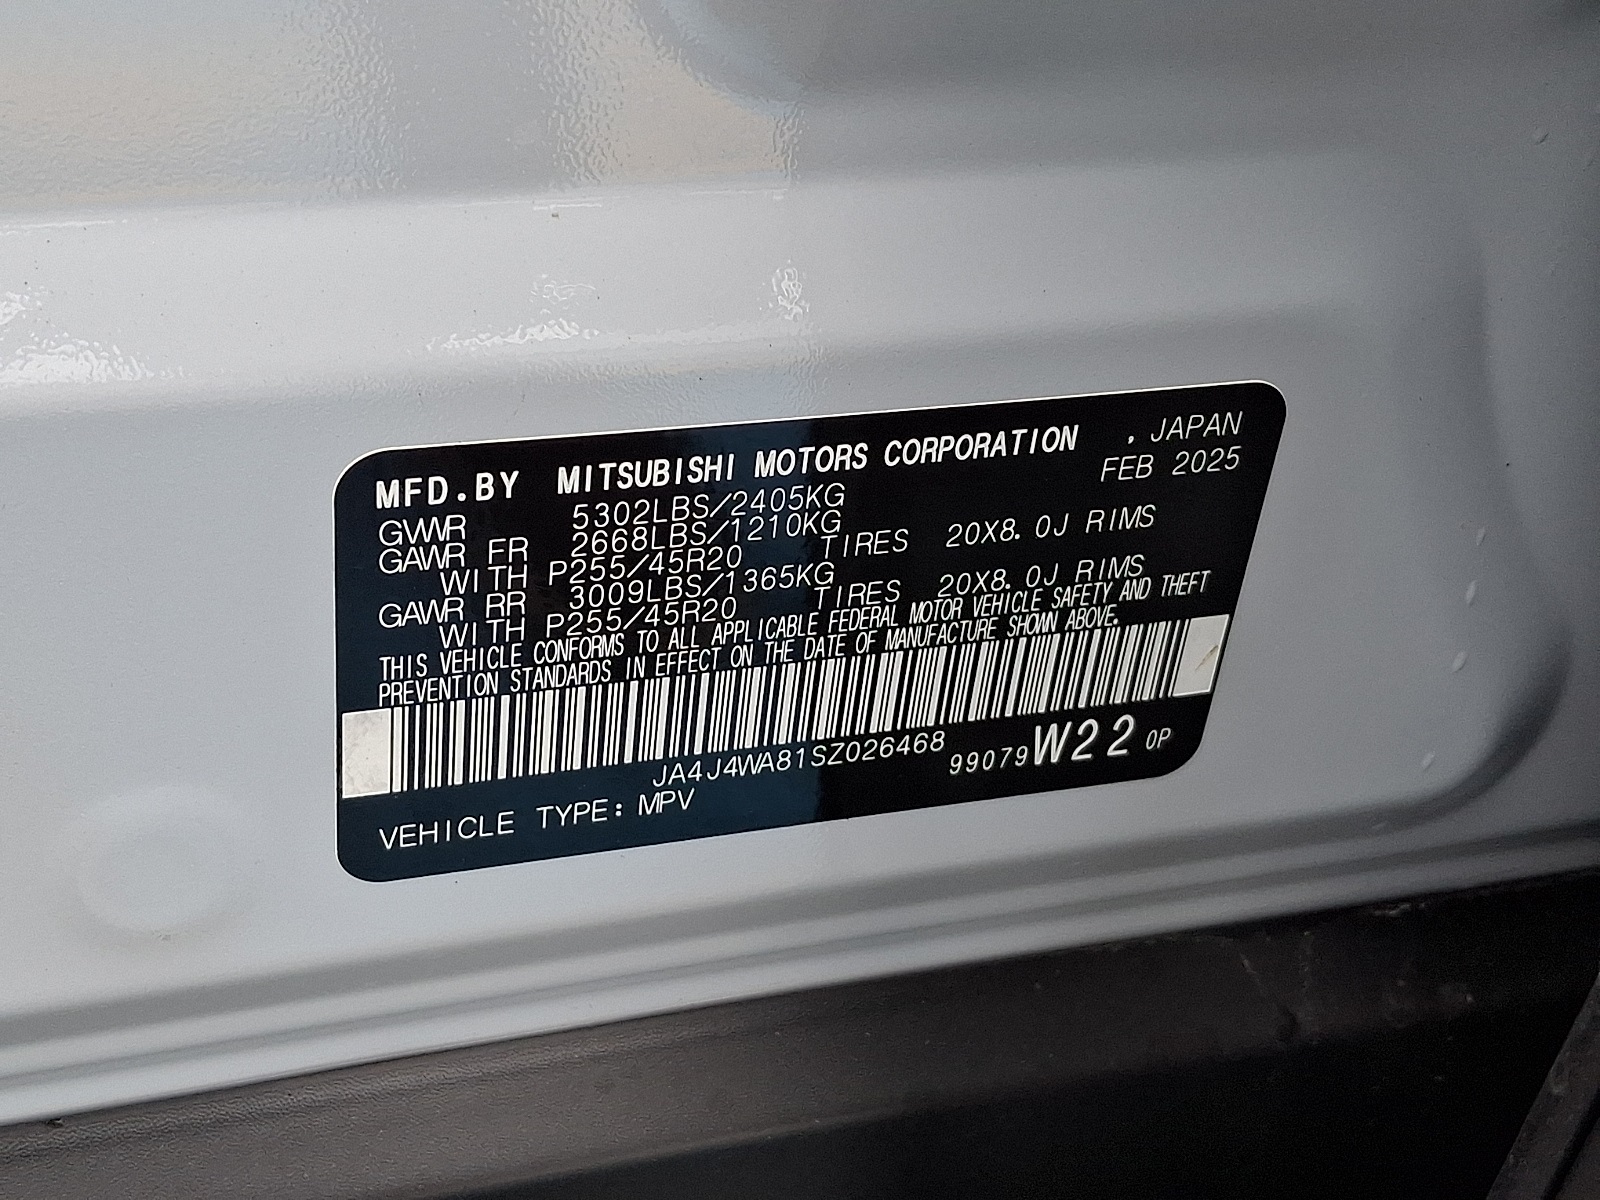 MFD.BY MITSUBISHI MOTORS CORPORATION . JAPAN
GVWR 5302LBS/2405KG FEB 2025
GAWR FR 2668LBS/1210KG
WITH P255/45R20 TIRES 20X8.0J RIMS
GAWR RR 3009LBS/1365KG
WITH P255/45R20 TIRES 20X8.0J RIMS
THIS VEHICLE CONFORMS TO ALL APPLICABLE FEDERAL MOTOR VEHICLE SAFETY AND THEFT
PREVENTION STANDARDS IN EFFECT ON THE DATE OF MANUFACTURE SHOWN ABOVE.
JA4J4WA81SZ026468 99079 W22 0P
VEHICLE TYPE: MPV